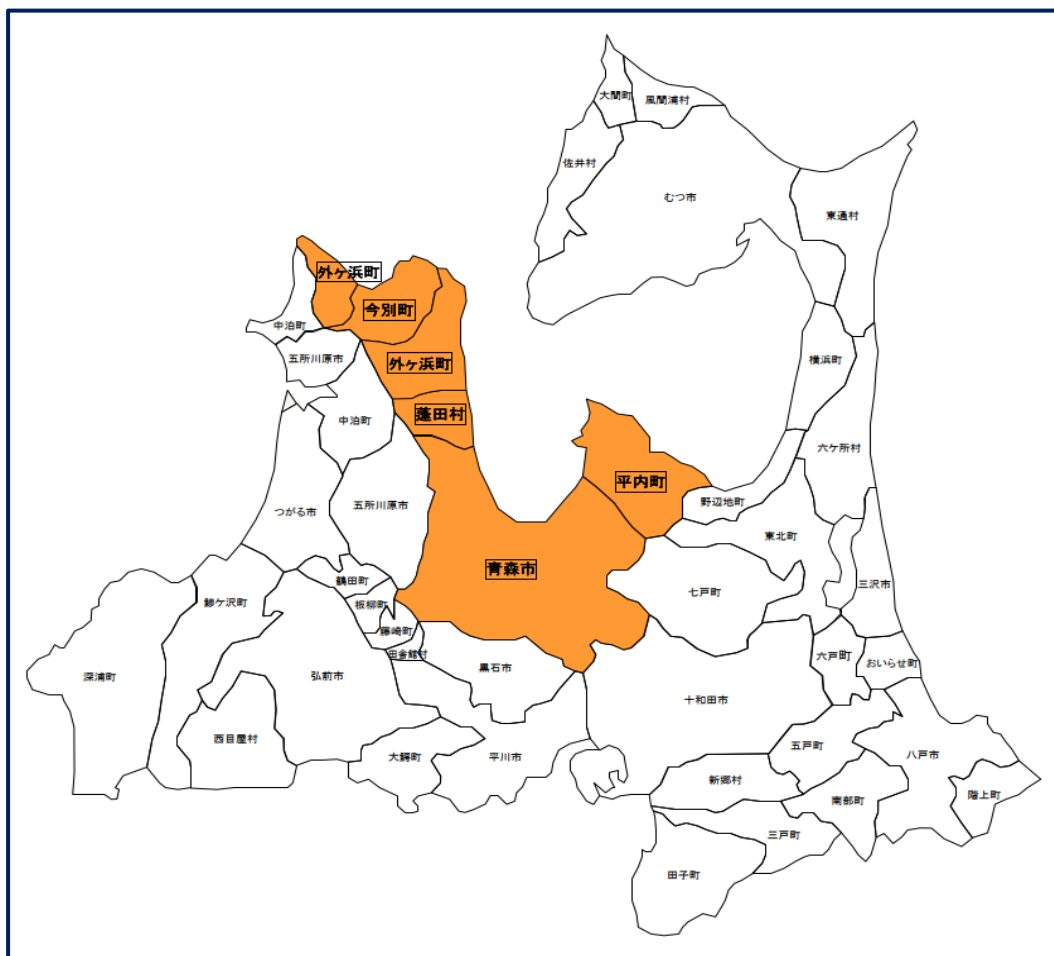 大間町
風間浦村
佐井村
むつ市
東通村
外ヶ浜町
今別町
中泊町
五所川原市
横浜町
外ヶ浜町
蓬田村
中泊町
六ケ所村
平内町
野辺地町
つがる市
五所川原市
東北町
青森市
鶴田町
七戸町
三沢市
鰺ケ沢町
板柳町
藤崎町
田舎館村
黒石市
六戸町
おいらせ町
深浦町
弘前市
十和田市
西目屋村
大鰐町
平川市
五戸町
八戸市
新郷村
南部町
階上町
三戸町
田子町